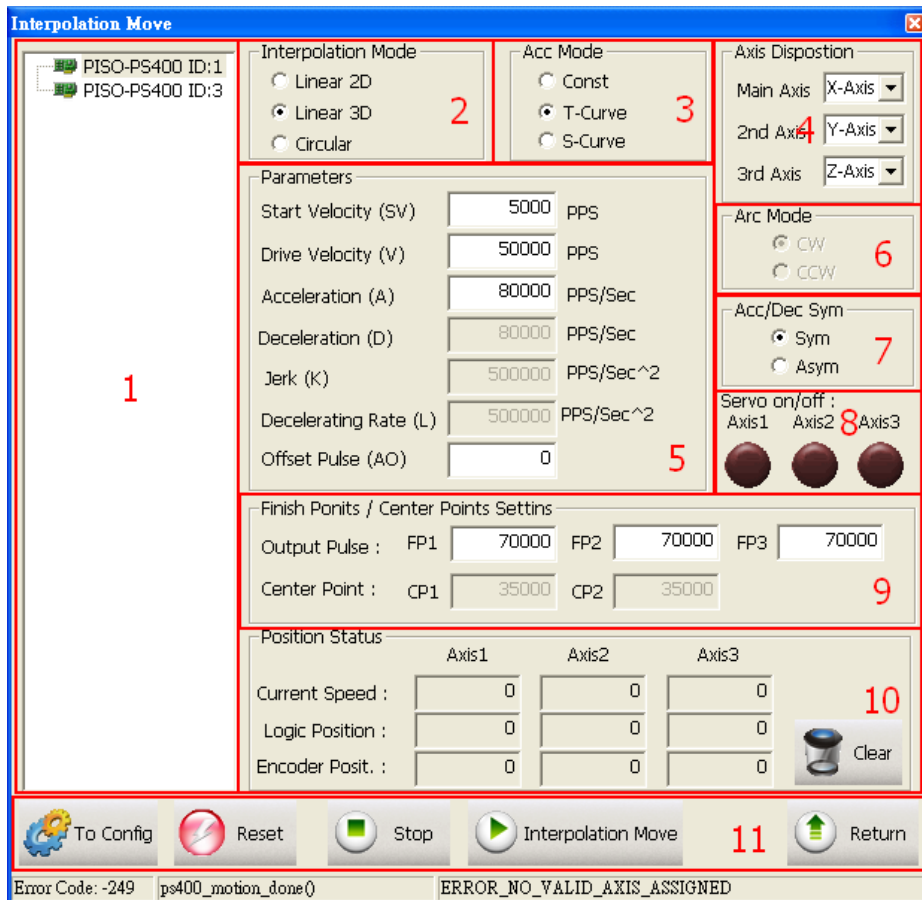 Interpolation Move
PISO-PS400 ID:1
PISO-PS400 ID:3
1
Interpolation Mode
Linear 2D
Linear 3D
Circular
2
Acc Mode
Const
T-Curve
S-Curve
3
Axis Dispostion
Main Axis X-Axis
2nd Axis Y-Axis
3rd Axis Z-Axis
4
Parameters
Start Velocity (SV) 5000 PPS
Drive Velocity (V) 50000 PPS
Acceleration (A) 80000 PPS/Sec
Deceleration (D) 80000 PPS/Sec
Jerk (K) 500000 PPS/Sec^2
Decelerating Rate (L) 500000 PPS/Sec^2
Offset Pulse (AO) 0
5
Arc Mode
CW
CCW
6
Acc/Dec Sym
Sym
Asym
7
Servo on/off :
Axis1 Axis2 Axis3
8
Finish Ponits / Center Points Settins
Output Pulse : FP1 70000 FP2 70000 FP3 70000
Center Point : CP1 35000 CP2 35000
9
Position Status
Axis1 Axis2 Axis3
Current Speed : 0 0 0
Logic Position : 0 0 0
Encoder Posit. : 0 0 0
10
Clear
To Config Reset Stop Interpolation Move 11 Return
Error Code: -249 ps400_motion_done() ERROR_NO_VALID_AXIS_ASSIGNED